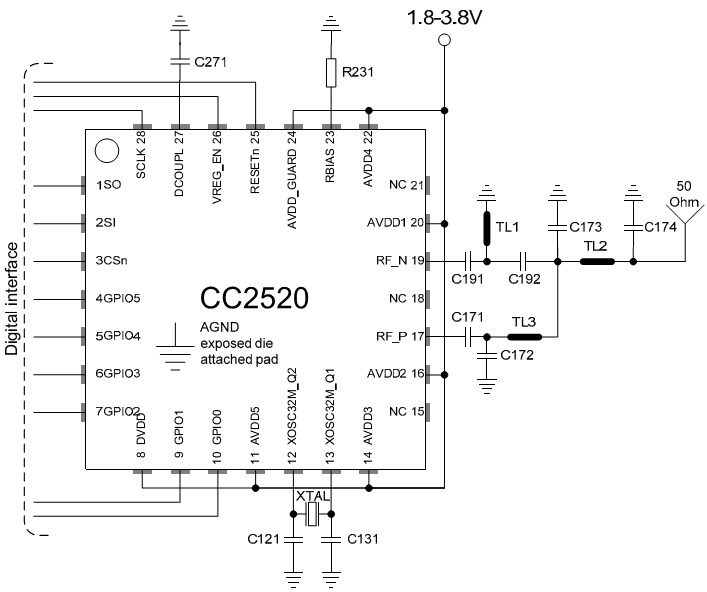 1.8-3.8V
C271
R231
SCLK 28
DCOUPL 27
VREG_EN 26
RESETn 25
AVDD_GUARD 24
RBIAS 23
AVDD4 22
1SO
2SI
3CSn
4GPIO5
5GPIO4
6GPIO3
7GPIO2
Digital interface
NC 21
AVDD1 20
RF_N 19
NC 18
RF_P 17
AVDD2 16
NC 15
CC2520
AGND
exposed die
attached pad
8 DVDD
9 GPIO1
10 GPIO0
11 AVDD5
12 XOSC32M_Q2
13 XOSC32M_Q1
14 AVDD3
50
Ohm
TL1
C173
C174
TL2
C191
C192
C171
TL3
C172
XTAL
C121
C131